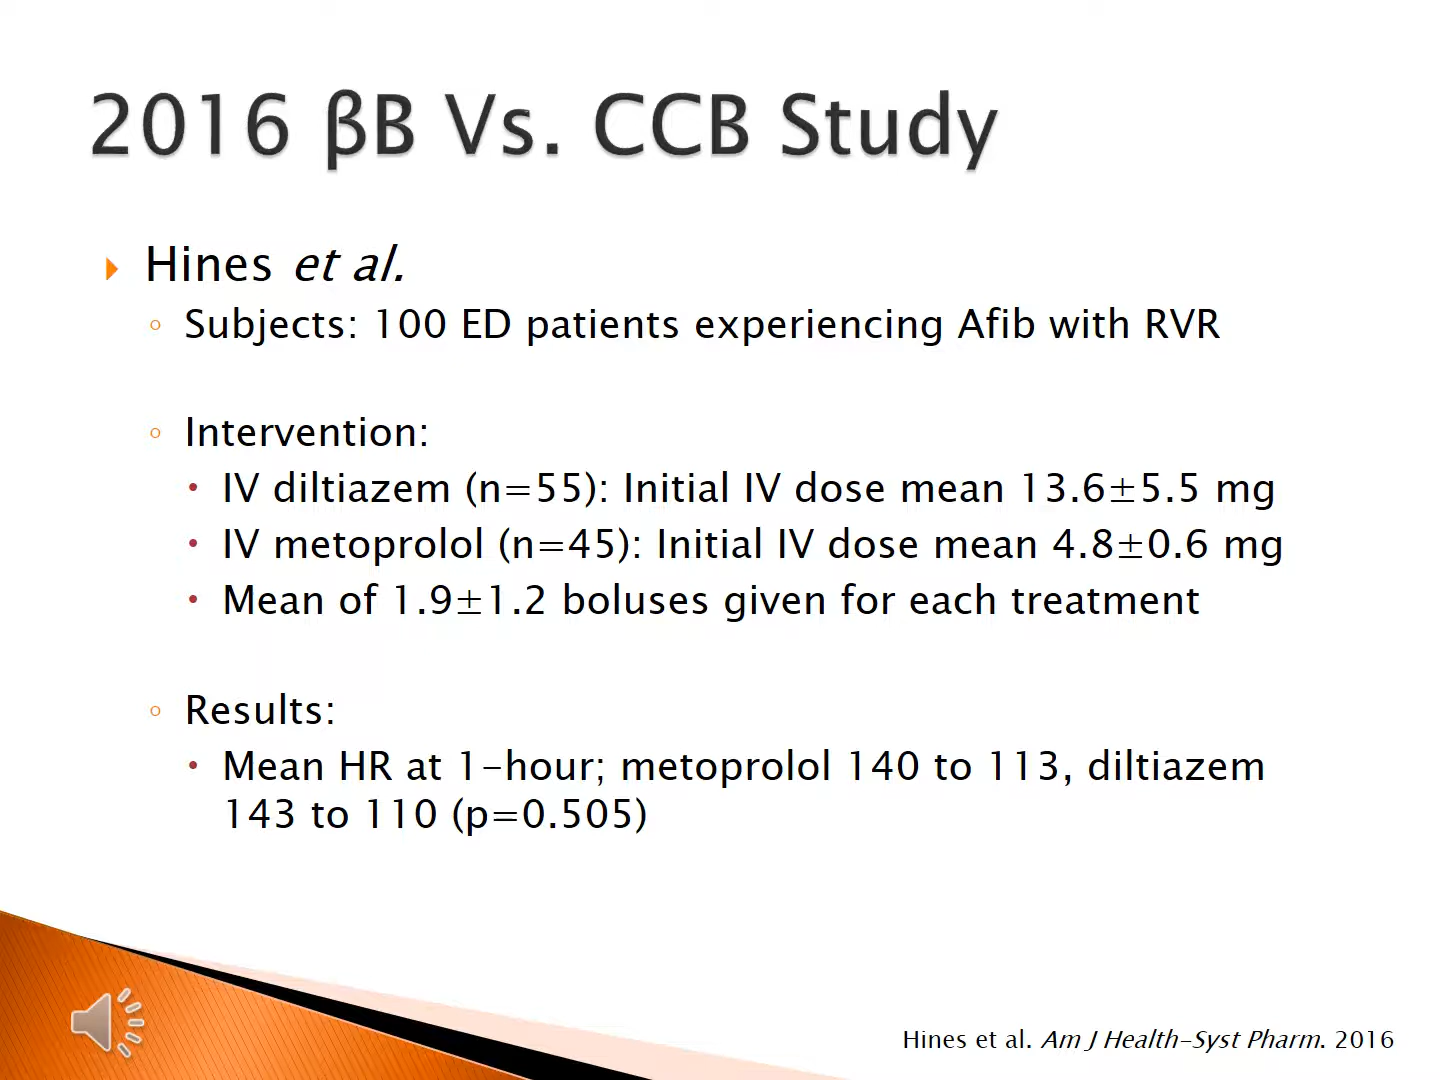 2016 βB Vs. CCB Study
Hines et al.
Subjects: 100 ED patients experiencing Afib with RVR
Intervention:
IV diltiazem (n=55): Initial IV dose mean 13.6±5.5 mg
IV metoprolol (n=45): Initial IV dose mean 4.8±0.6 mg
Mean of 1.9±1.2 boluses given for each treatment
Results:
Mean HR at 1-hour; metoprolol 140 to 113, diltiazem
143 to 110 (p=0.505)
Hines et al. Am J Health-Syst Pharm. 2016